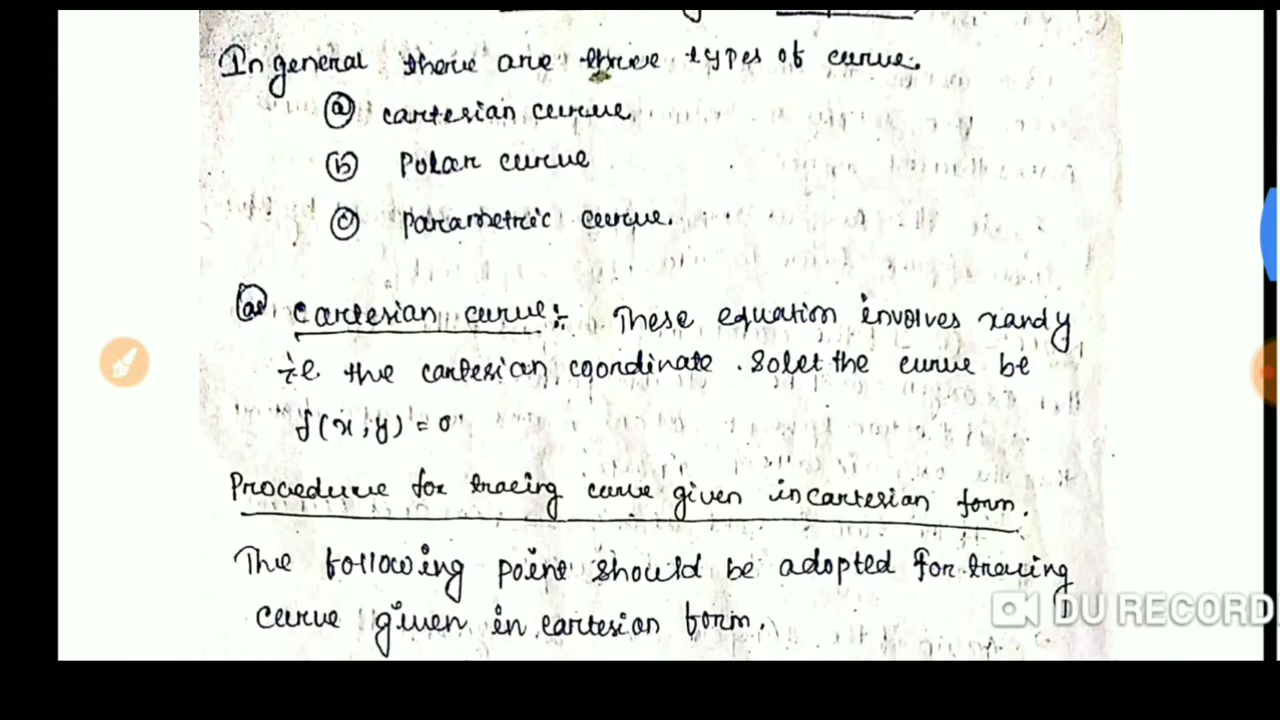 In general there are three types of curve.
(a) cartesian curve.
(b) Polar curve
(c) Parametric curve.
(a) Cartesian curve :- These equation involves x and y
i.e the cartesian coordinate . So let the curve be
f(x,y) = 0
Procedure for tracing curve given in cartesian form.
The following point should be adopted for tracing
curve given in cartesian form.
DU RECORD